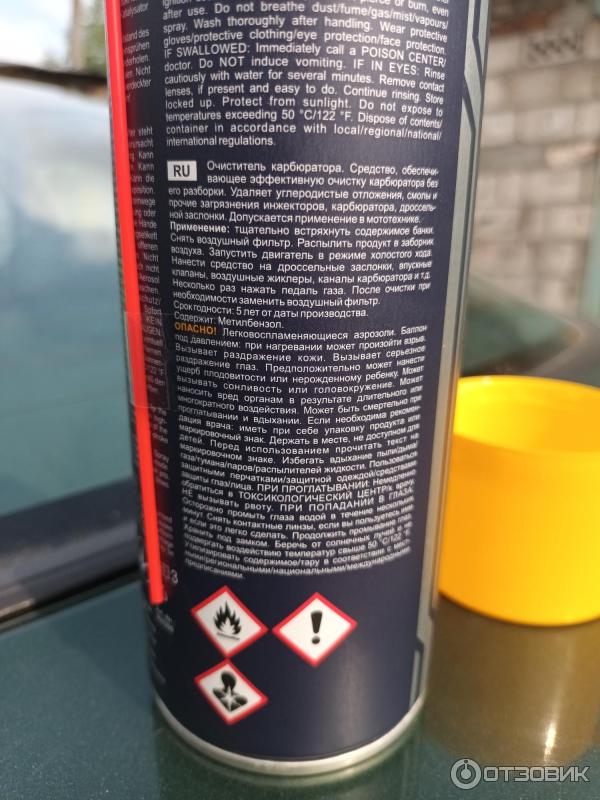 after use. Do not breathe dust/fume/gas/mist/vapours/
spray. Wash thoroughly after handling. Wear protective
gloves/protective clothing/eye protection/face protection.
IF SWALLOWED: Immediately call a POISON CENTER/
doctor. Do NOT induce vomiting. IF IN EYES: Rinse
cautiously with water for several minutes. Remove contact
lenses, if present and easy to do. Continue rinsing. Store
locked up. Protect from sunlight. Do not expose to
temperatures exceeding 50 °C/122 °F. Dispose of contents/
container in accordance with local/regional/national/
international regulations.
RU Очиститель карбюратора. Средство, обеспечи-
вающее эффективную очистку карбюратора без
его разборки. Удаляет углеродистые отложения, смолы и
прочие загрязнения инжекторов, карбюратора, дроссель-
ной заслонки. Допускается применение в мототехнике.
Применение: тщательно встряхнуть содержимое банки.
Снять воздушный фильтр. Распылить продукт в заборник
воздуха. Запустить двигатель в режиме холостого хода.
Нанести средство на дроссельные заслонки, впускные
клапаны, воздушные жиклеры, каналы карбюратора и т.д.
Несколько раз нажать педаль газа. После очистки при
необходимости заменить воздушный фильтр.
Срок годности: 5 лет от даты производства.
Содержит: Метилбензол.
ОПАСНО! Легковоспламеняющиеся аэрозоли. Баллон
под давлением: при нагревании может произойти взрыв.
Вызывает раздражение кожи. Вызывает серьезное
раздражение глаз. Предположительно может нанести
ущерб плодовитости или нерожденному ребенку. Может
вызывать сонливость или головокружение. Может
наносить вред органам в результате длительного или
многократного воздействия. Может быть смертельно при
проглатывании и вдыхании. Если необходима рекомен-
дация врача: иметь при себе упаковку продукта или
маркировочный знак. Держать в месте, не доступном для
детей. Перед использованием прочитать текст на
маркировочном знаке. Избегать вдыхание пыли/дыма/
газа/тумана/паров/распылителей жидкости. Пользоваться
защитными перчатками/защитной одеждой/средствами
защиты глаз/лица. ПРИ ПРОГЛАТЫВАНИИ: Немедленно
обратиться в ТОКСИКОЛОГИЧЕСКИЙ ЦЕНТР/к врачу.
НЕ вызывать рвоту. ПРИ ПОПАДАНИИ В ГЛАЗА:
Осторожно промыть глаза водой в течение нескольких
минут. Снять контактные линзы, если вы пользуетесь ими
и если это легко сделать. Продолжить промывание глаз.
Хранить под замком. Беречь от солнечных лучей и не
подвергать воздействию температур свыше 50 °C/122 °F.
Утилизировать содержимое/тару в соответствии с мест-
ными/региональными/национальными/международными
предписаниями.
ОТЗОВИК